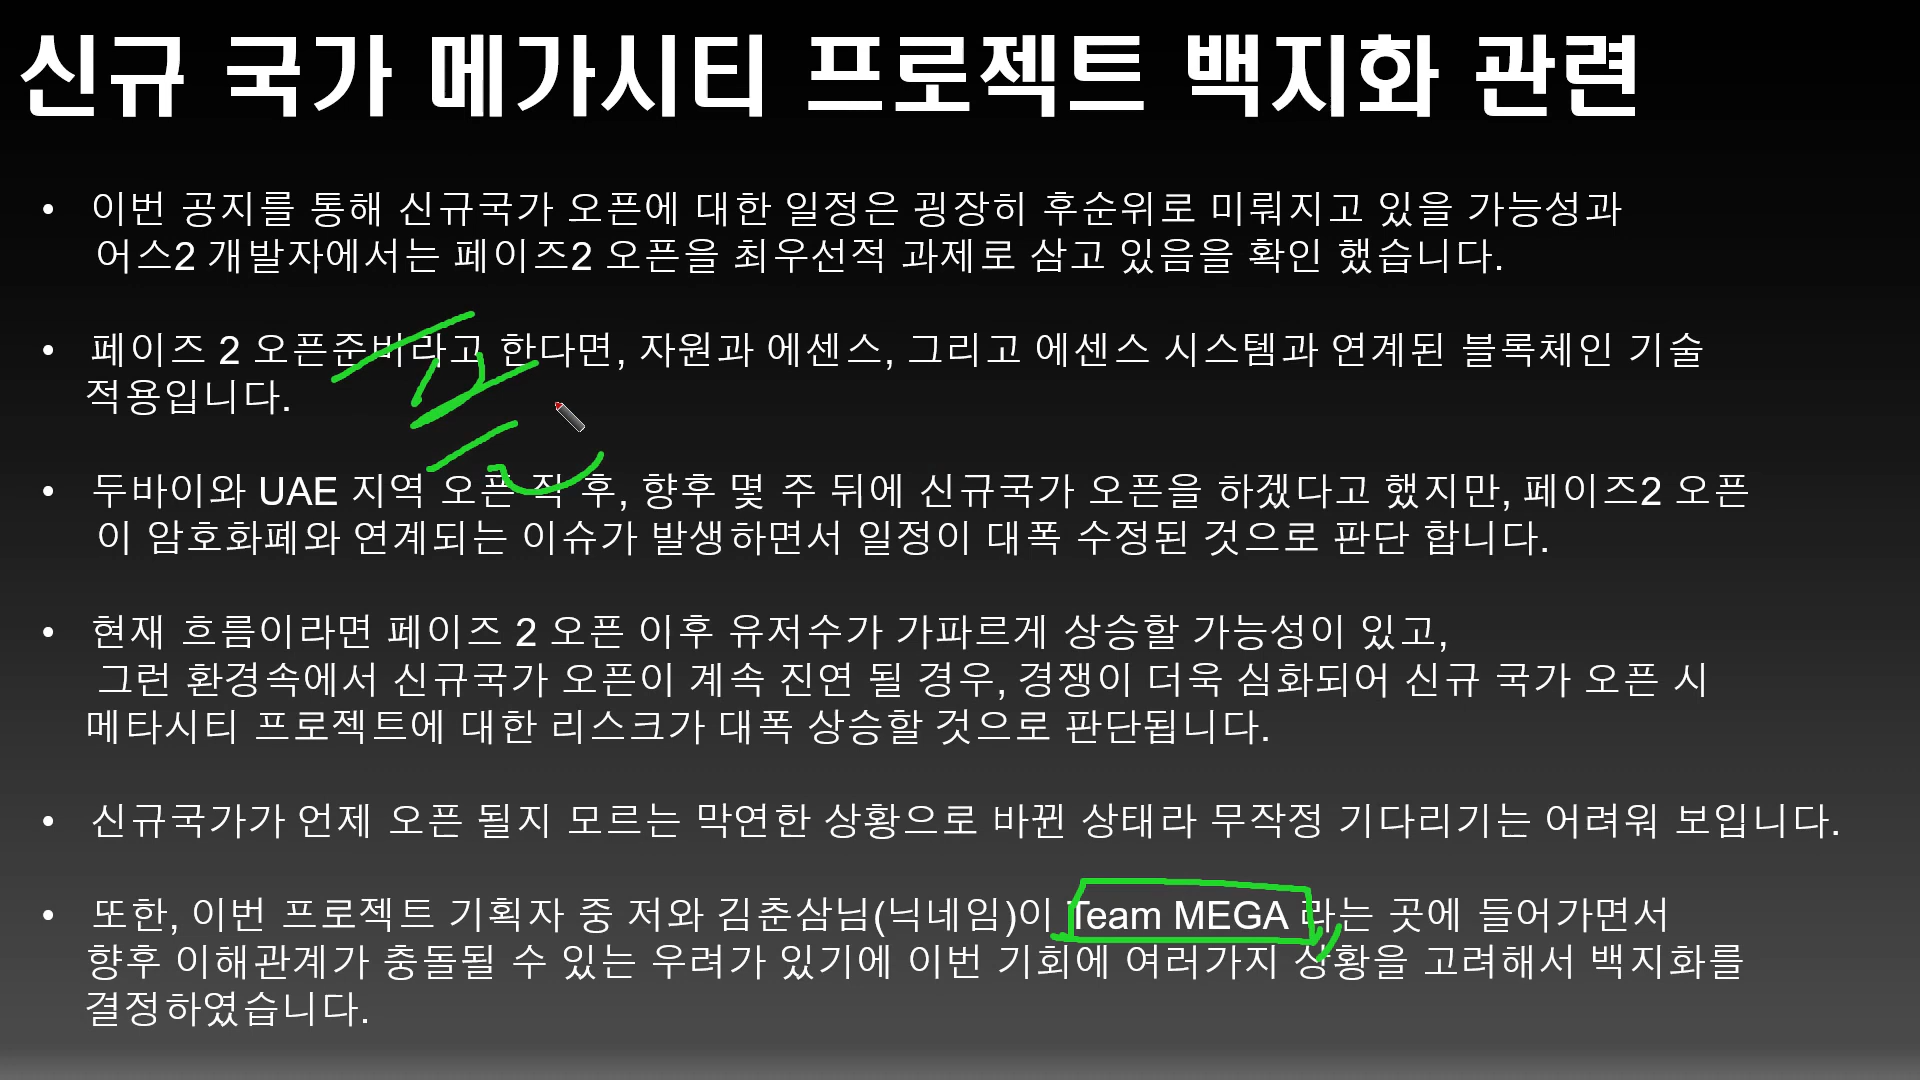 신규 국가 메가시티 프로젝트 백지화 관련
• 이번 공지를 통해 신규국가 오픈에 대한 일정은 굉장히 후순위로 미뤄지고 있을 가능성과
어스2 개발자에서는 페이즈2 오픈을 최우선적 과제로 삼고 있음을 확인 했습니다.
• 페이즈 2 오픈준비라고 한다면, 자원과 에센스, 그리고 에센스 시스템과 연계된 블록체인 기술
적용입니다.
• 두바이와 UAE 지역 오픈 직 후, 향후 몇 주 뒤에 신규국가 오픈을 하겠다고 했지만, 페이즈2 오픈
이 암호화폐와 연계되는 이슈가 발생하면서 일정이 대폭 수정된 것으로 판단 합니다.
• 현재 흐름이라면 페이즈 2 오픈 이후 유저수가 가파르게 상승할 가능성이 있고,
그런 환경속에서 신규국가 오픈이 계속 진연 될 경우, 경쟁이 더욱 심화되어 신규 국가 오픈 시
메타시티 프로젝트에 대한 리스크가 대폭 상승할 것으로 판단됩니다.
• 신규국가가 언제 오픈 될지 모르는 막연한 상황으로 바뀐 상태라 무작정 기다리기는 어려워 보입니다.
• 또한, 이번 프로젝트 기획자 중 저와 김춘삼님(닉네임)이 Team MEGA 라는 곳에 들어가면서
향후 이해관계가 충돌될 수 있는 우려가 있기에 이번 기회에 여러가지 상황을 고려해서 백지화를
결정하였습니다.